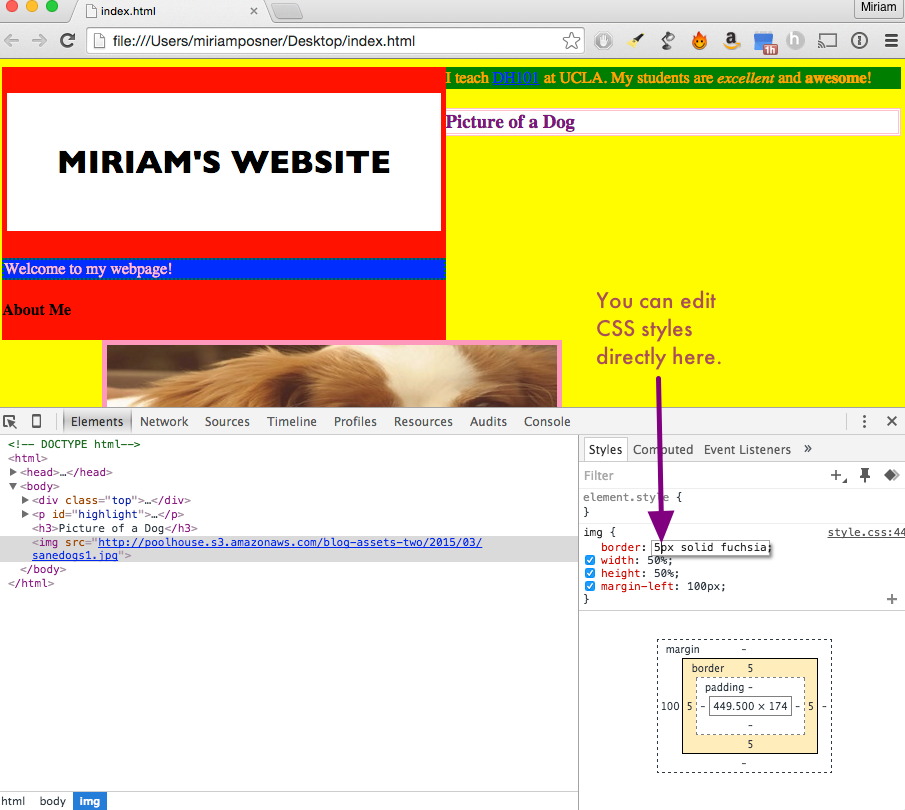 index.html
Miriam
file:///Users/miriamposner/Desktop/index.html
1h
h
I teach DH101 at UCLA. My students are excellent and awesome!
Picture of a Dog
MIRIAM'S WEBSITE
Welcome to my webpage!
About Me
You can edit
CSS styles
directly here.
Elements Network Sources Timeline Profiles Resources Audits Console
<!-- DOCTYPE html-->
<html>
<head>…</head>
<body>
<div class="top">…</div>
<p id="highlight">…</p>
<h3>Picture of a Dog</h3>
<img src="http://poolhouse.s3.amazonaws.com/blog-assets-two/2015/03/
sanedogs1.jpg">
</body>
</html>
html body img
Styles Computed Event Listeners »
Filter
element.style {
}
img { style.css:44
border: 5px solid fuchsia;
width: 50%;
height: 50%;
margin-left: 100px;
}
margin -
border 5
padding -
100 5 - 449.500 × 174 - 5 -
-
5
-